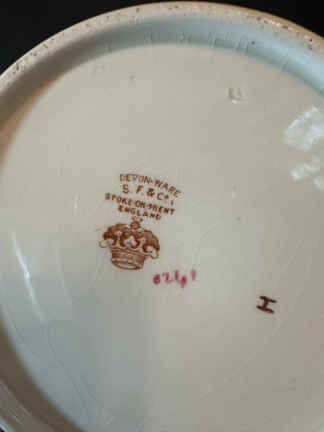 DEVON·WARE
S. F. & Co.,
STOKE-ON-TRENT
ENGLAND
H